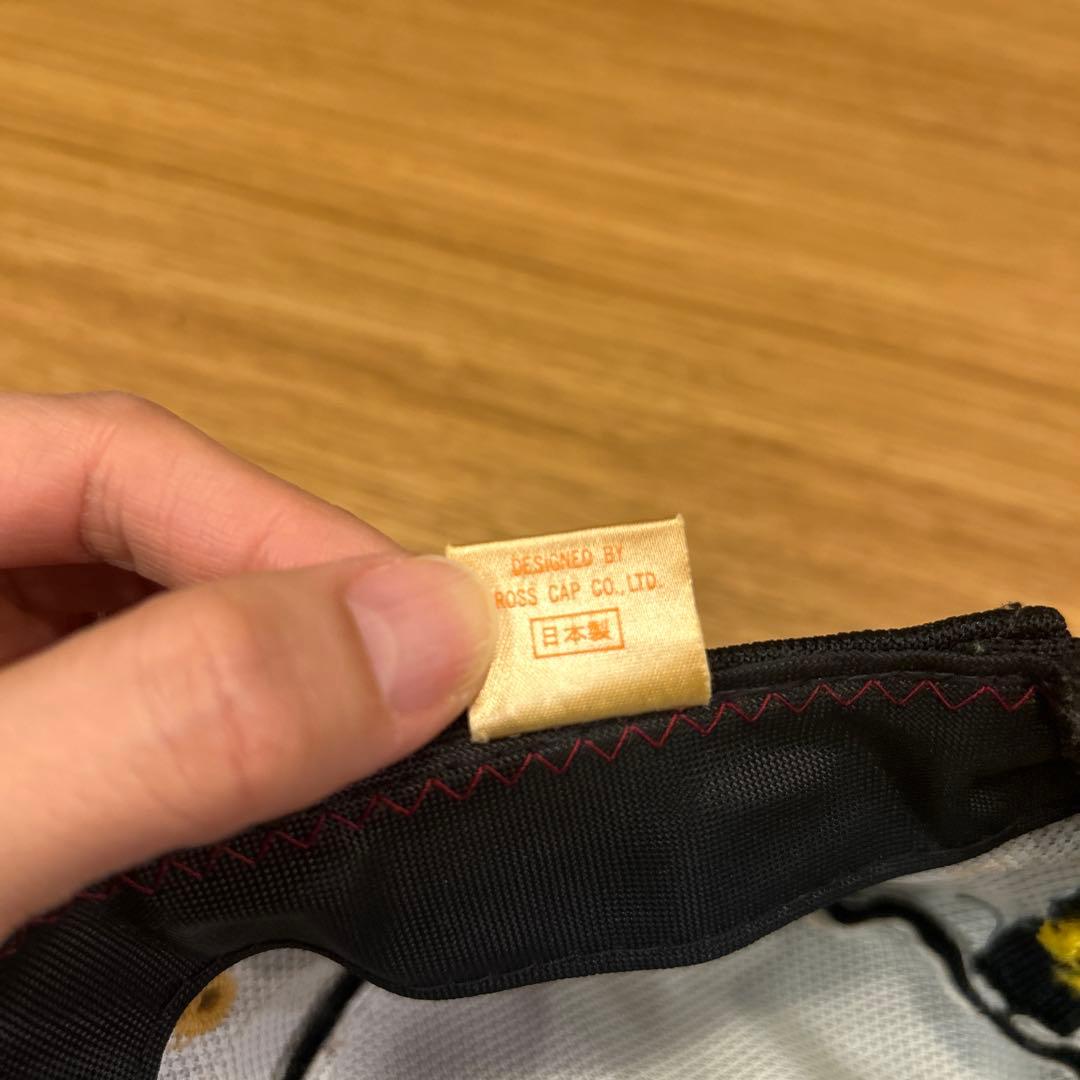 DESIGNED BY
ROSS CAP CO.,LTD.
日本製